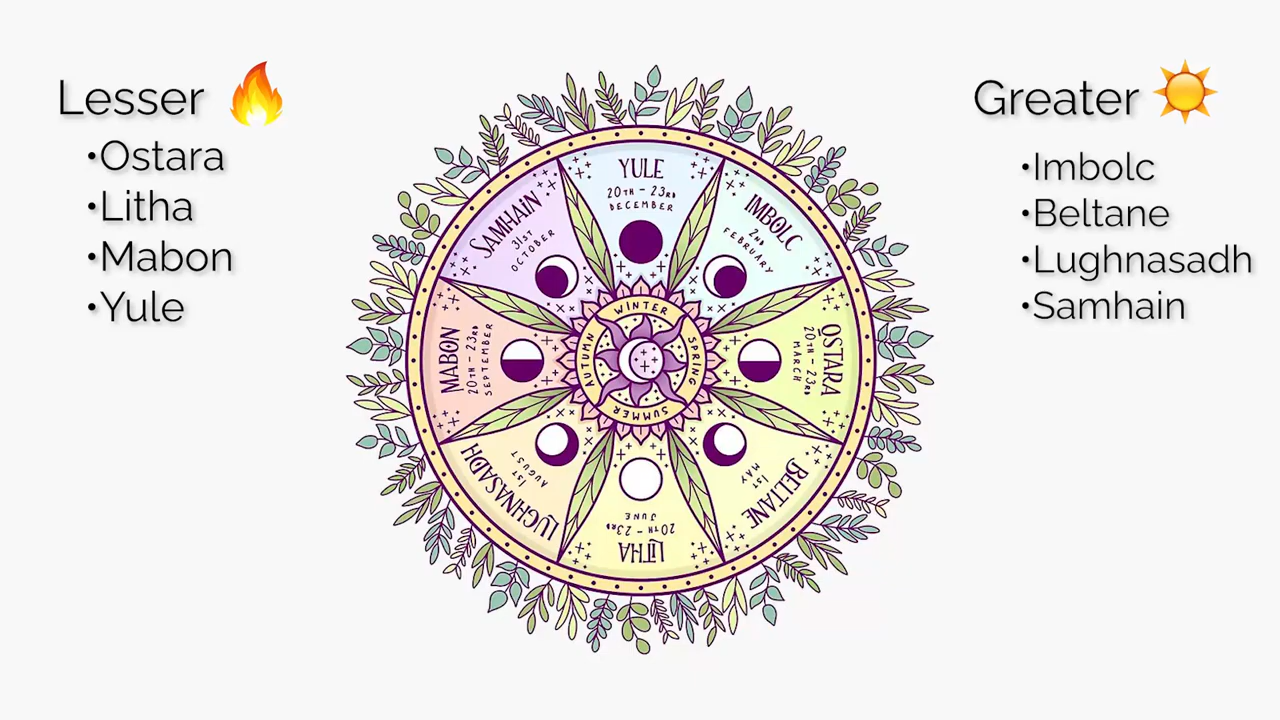 Lesser 🔥
•Ostara
•Litha
•Mabon
•Yule
YULE
20TH - 23RD
DECEMBER
IMBOLC
2ND
FEBRUARY
OSTARA
20TH - 23RD
MARCH
BELTANE
1ST
MAY
LITHA
20TH - 23RD
JUNE
LUGHNASADH
1ST
AUGUST
MABON
20TH - 23RD
SEPTEMBER
SAMHAIN
31ST
OCTOBER
WINTER
SPRING
SUMMER
AUTUMN
Greater ☀️
•Imbolc
•Beltane
•Lughnasadh
•Samhain